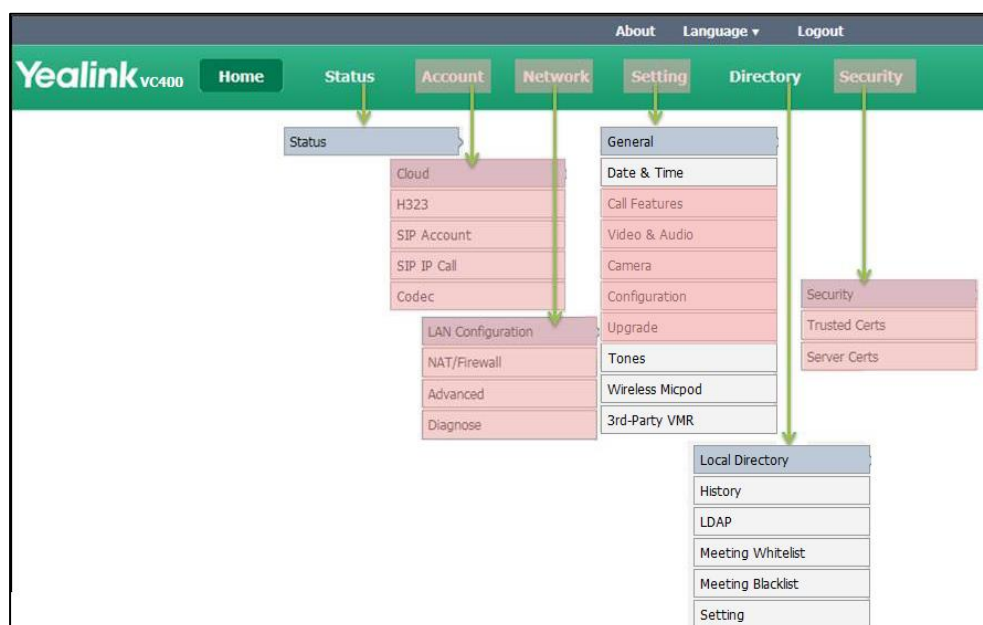 About Language ▾ Logout
Yealink VC400 Home Status Account Network Setting Directory Security
Status
Cloud
H323
SIP Account
SIP IP Call
Codec
LAN Configuration
NAT/Firewall
Advanced
Diagnose
General
Date & Time
Call Features
Video & Audio
Camera
Configuration
Upgrade
Tones
Wireless Micpod
3rd-Party VMR
Local Directory
History
LDAP
Meeting Whitelist
Meeting Blacklist
Setting
Security
Trusted Certs
Server Certs